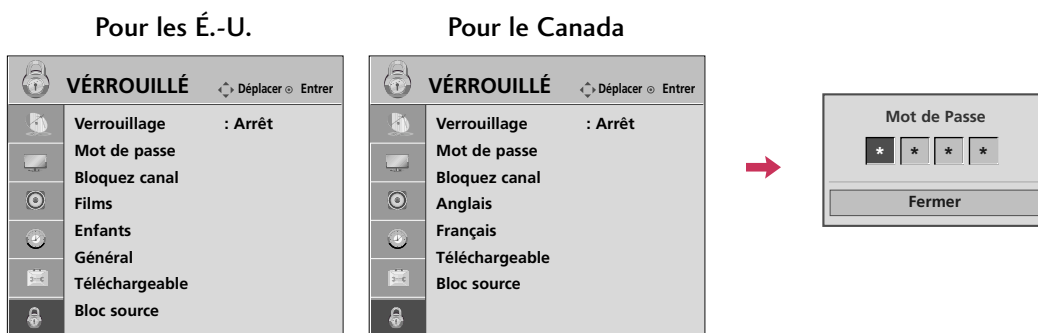 Pour les É.-U.
VÉRROUILLÉ Déplacer Entrer
Verrouillage : Arrêt
Mot de passe
Bloquez canal
Films
Enfants
Général
Téléchargeable
Bloc source
Pour le Canada
VÉRROUILLÉ Déplacer Entrer
Verrouillage : Arrêt
Mot de passe
Bloquez canal
Anglais
Français
Téléchargeable
Bloc source
Mot de Passe
* * * *
Fermer